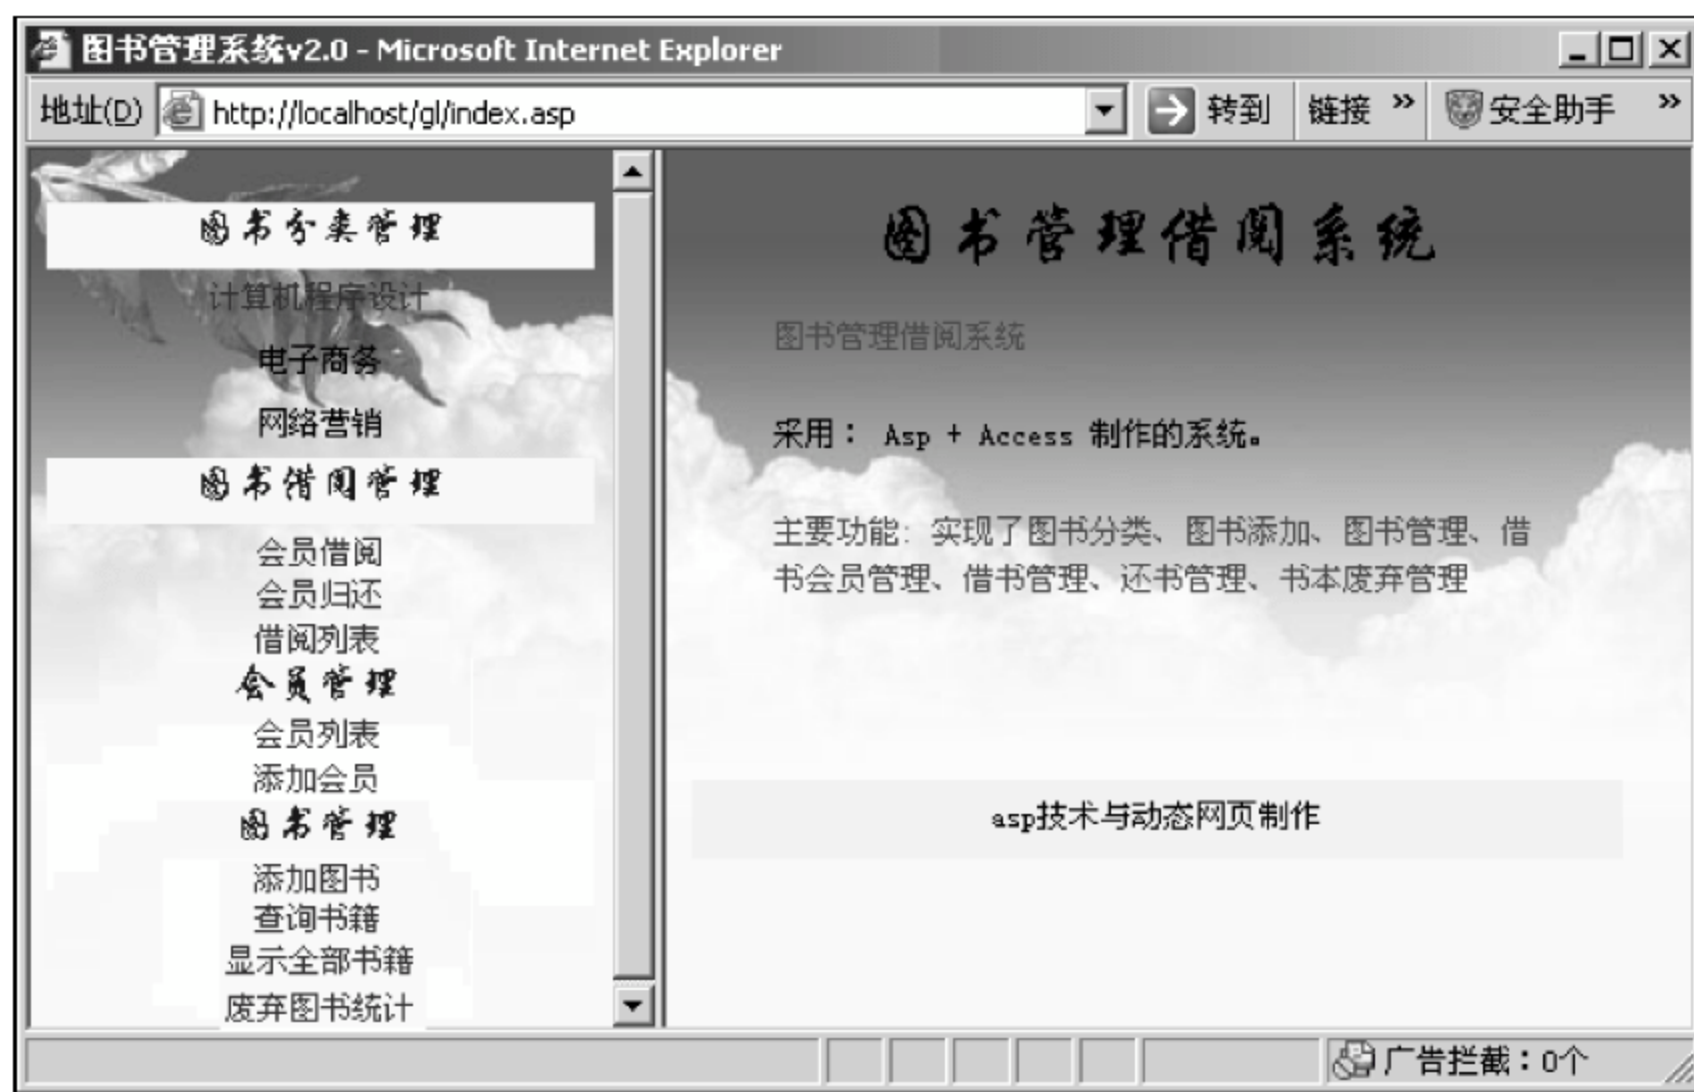 图书管理系统v2.0 - Microsoft Internet Explorer
地址(D) http://localhost/gl/index.asp 转到 链接 » 安全助手 »
图书分类管理
计算机程序设计
电子商务
网络营销
图书借阅管理
会员借阅
会员归还
借阅列表
会员管理
会员列表
添加会员
图书管理
添加图书
查询书籍
显示全部书籍
废弃图书统计
图书管理借阅系统
图书管理借阅系统
采用： Asp + Access 制作的系统。
主要功能：实现了图书分类、图书添加、图书管理、借
书会员管理、借书管理、还书管理、书本废弃管理
asp技术与动态网页制作
广告拦截：0个